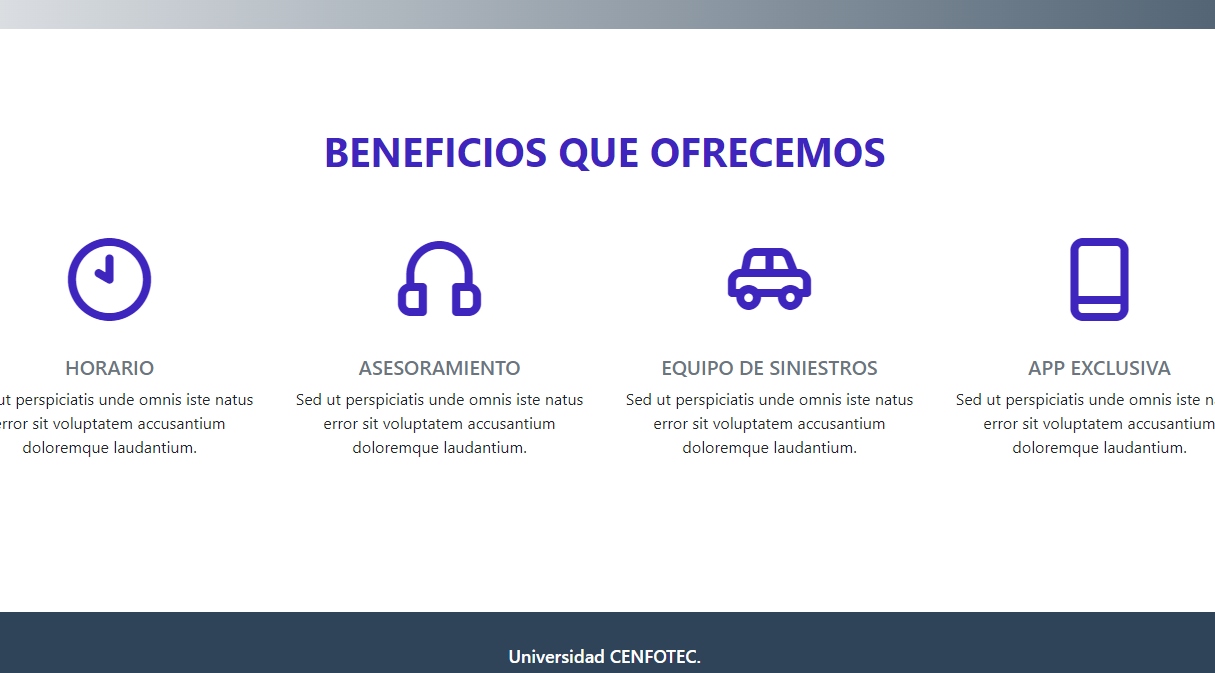 BENEFICIOS QUE OFRECEMOS
HORARIO
ut perspiciatis unde omnis iste natus
error sit voluptatem accusantium
doloremque laudantium.
ASESORAMIENTO
Sed ut perspiciatis unde omnis iste natus
error sit voluptatem accusantium
doloremque laudantium.
EQUIPO DE SINIESTROS
Sed ut perspiciatis unde omnis iste natus
error sit voluptatem accusantium
doloremque laudantium.
APP EXCLUSIVA
Sed ut perspiciatis unde omnis iste
error sit voluptatem accusantium
doloremque laudantium.
Universidad CENFOTEC.